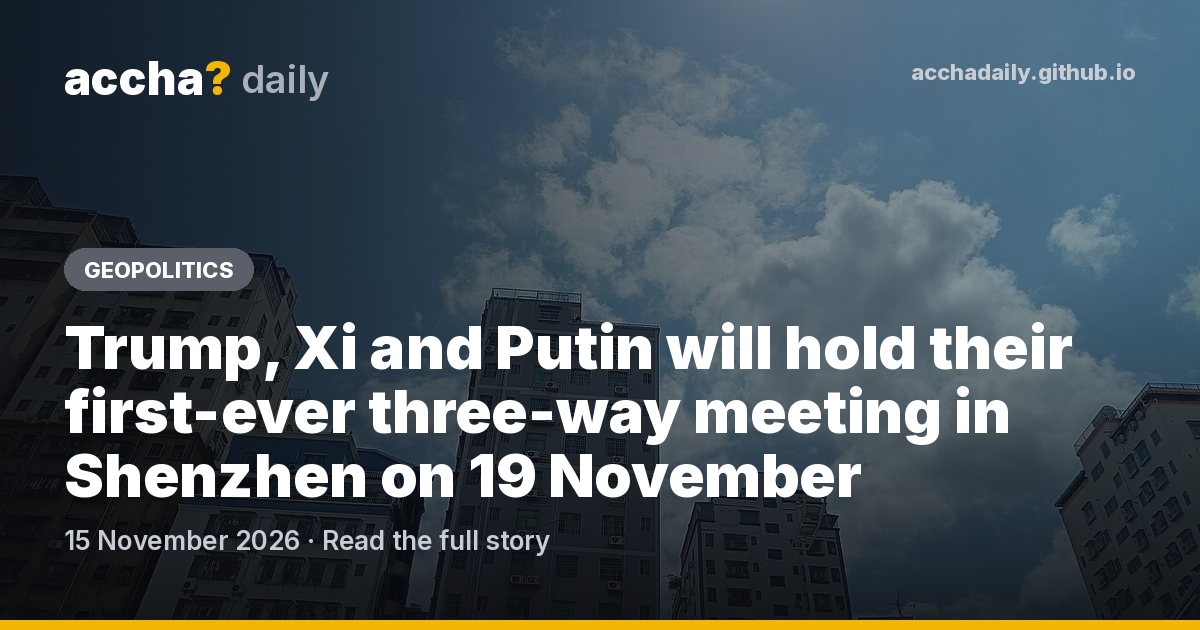 accha? daily
acchadaily.github.io
GEOPOLITICS
Trump, Xi and Putin will hold their
first-ever three-way meeting in
Shenzhen on 19 November
15 November 2026 · Read the full story